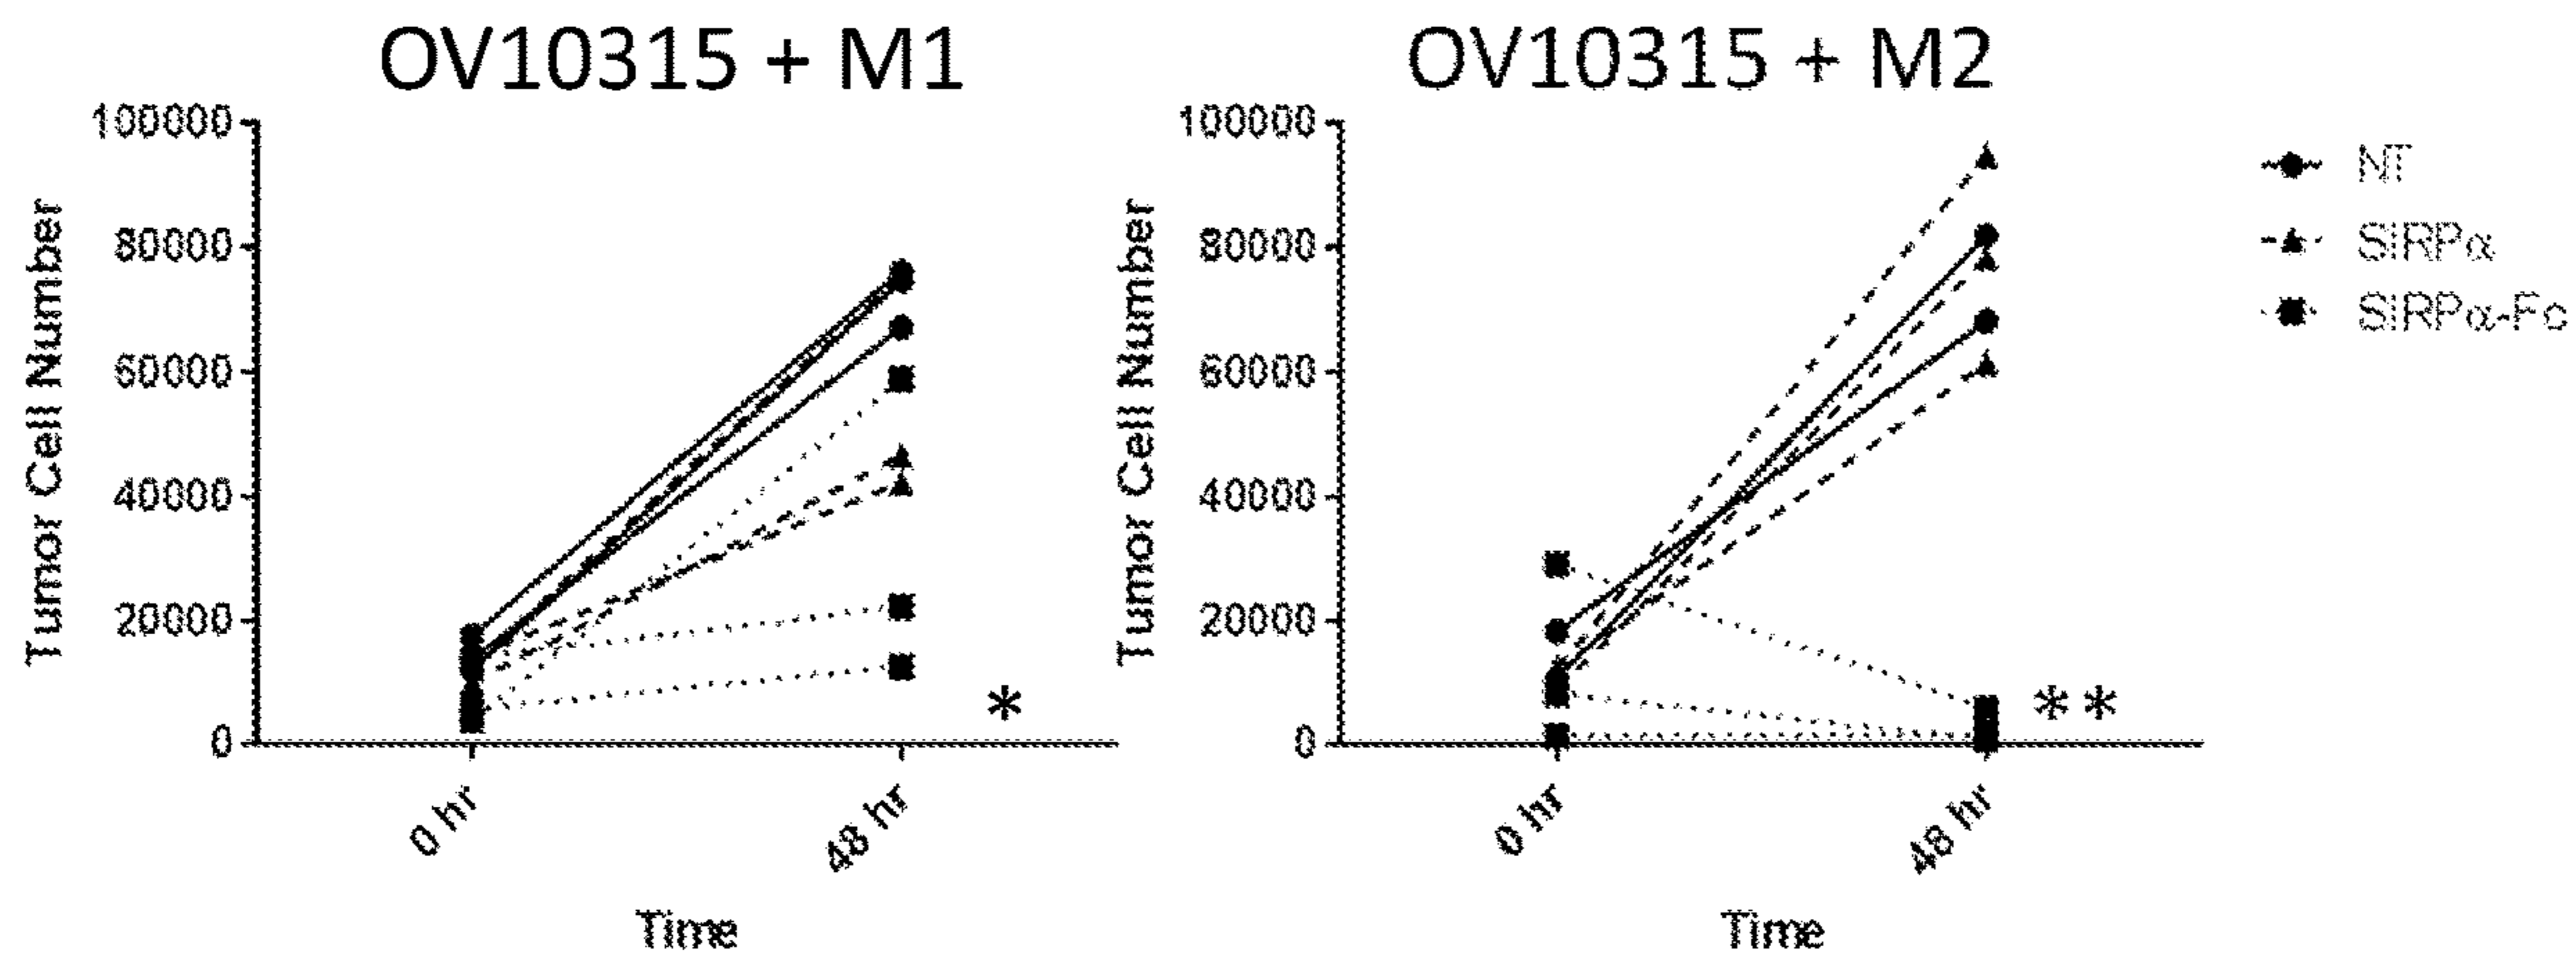 OV10315 + M1
100000
80000
60000
40000
20000
0
Tumor Cell Number
0 hr
48 hr
Time
*
OV10315 + M2
100000
80000
60000
40000
20000
0
Tumor Cell Number
0 hr
48 hr
Time
**
NT
SIRPα
SIRPα-Fc